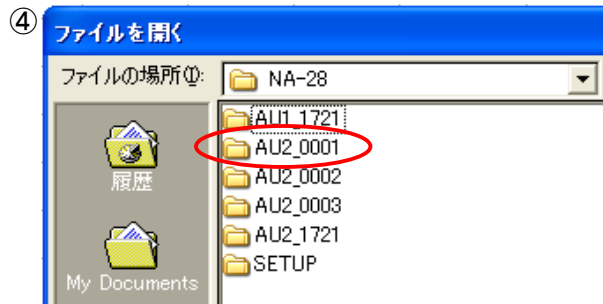 ④
ファイルを開く
ファイルの場所(I):
NA-28
AU1_1721
AU2_0001
AU2_0002
AU2_0003
AU2_1721
SETUP
履歴
My Documents